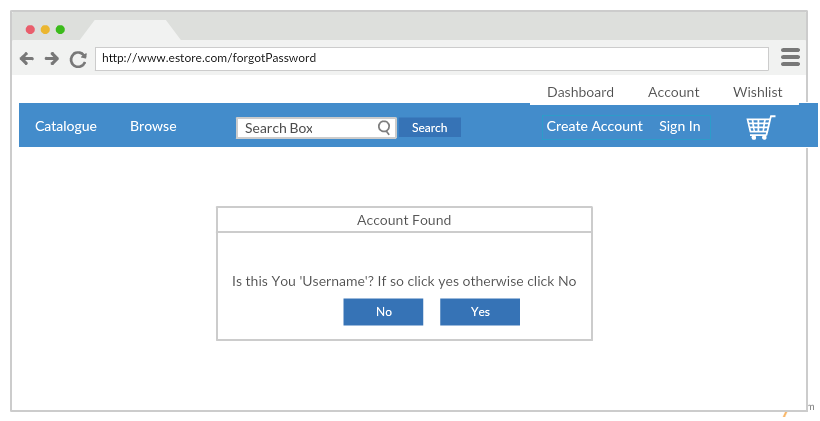 http://www.estore.com/forgotPassword
Dashboard Account Wishlist
Catalogue Browse Search Box Search Create Account Sign In
Account Found
Is this You 'Username'? If so click yes otherwise click No
No Yes